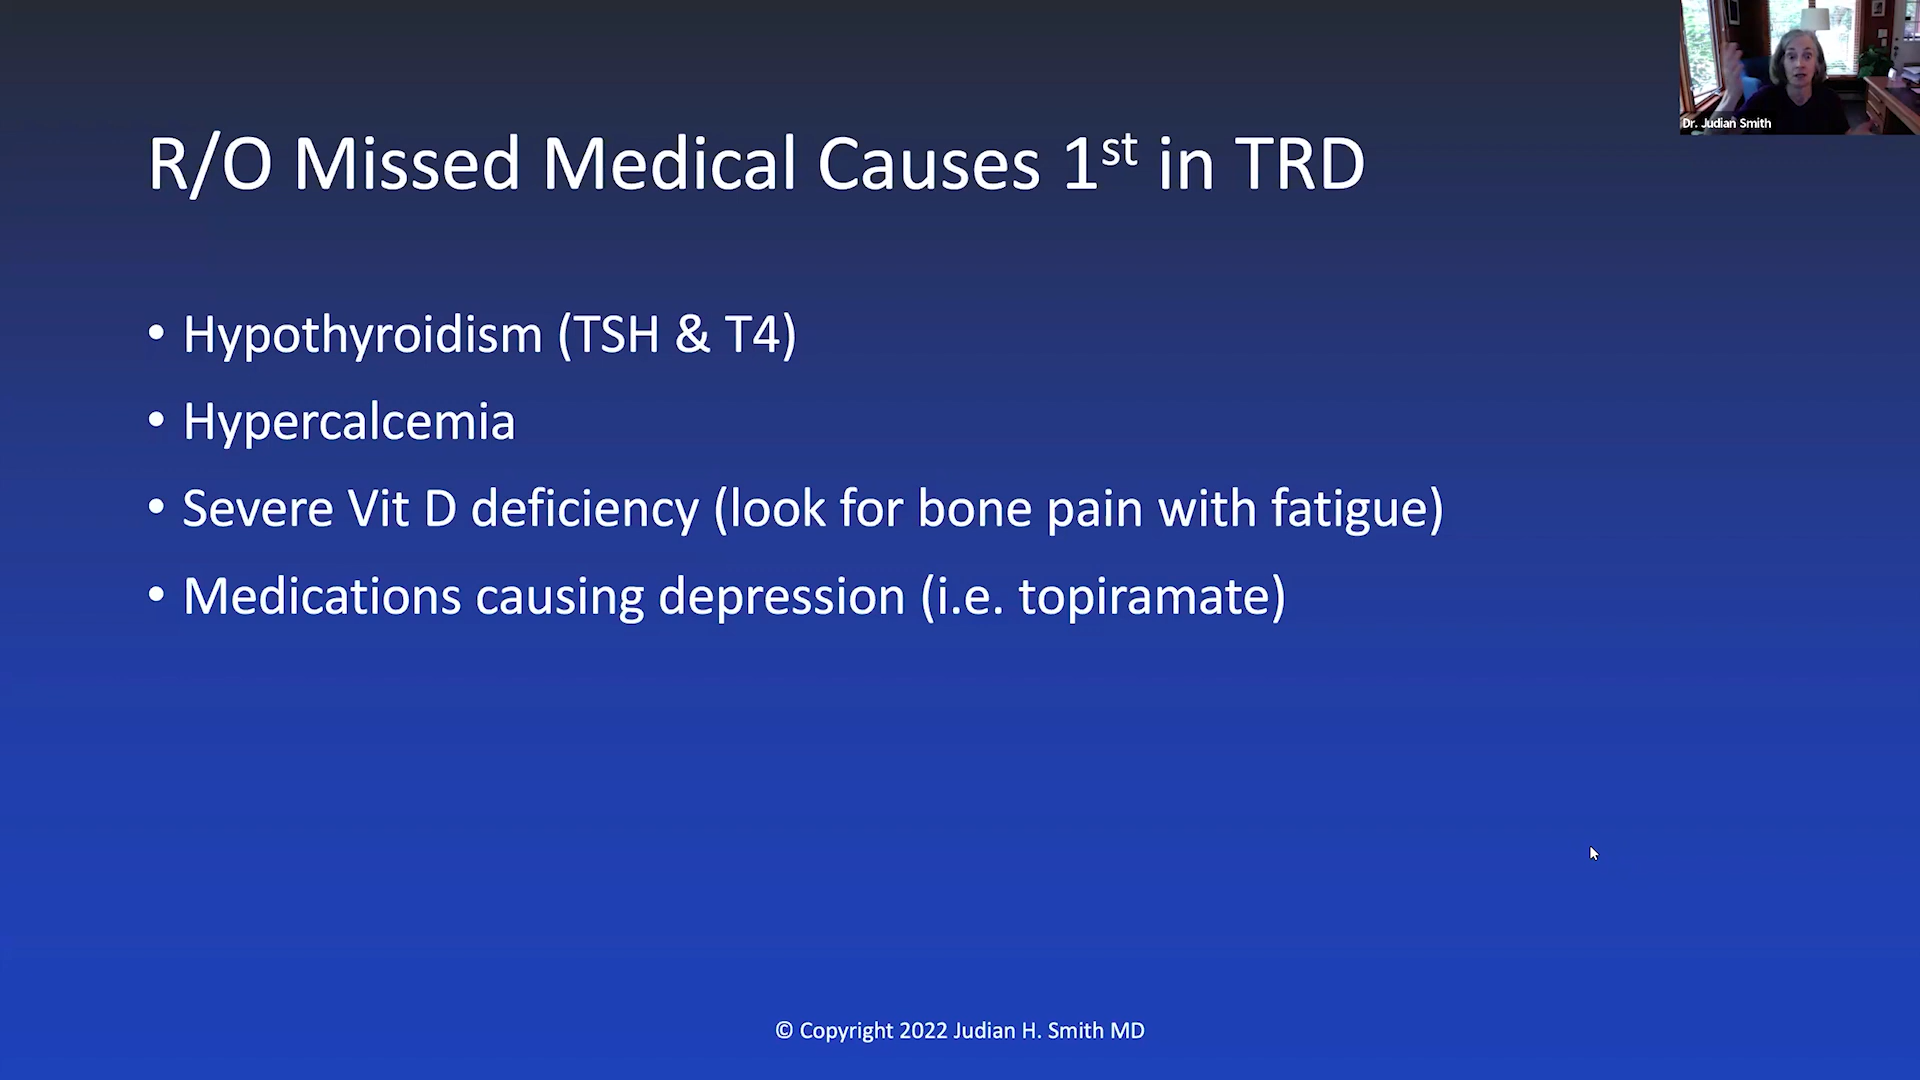 Dr. Judian Smith
R/O Missed Medical Causes 1st in TRD
• Hypothyroidism (TSH & T4)
• Hypercalcemia
• Severe Vit D deficiency (look for bone pain with fatigue)
• Medications causing depression (i.e. topiramate)
© Copyright 2022 Judian H. Smith MD